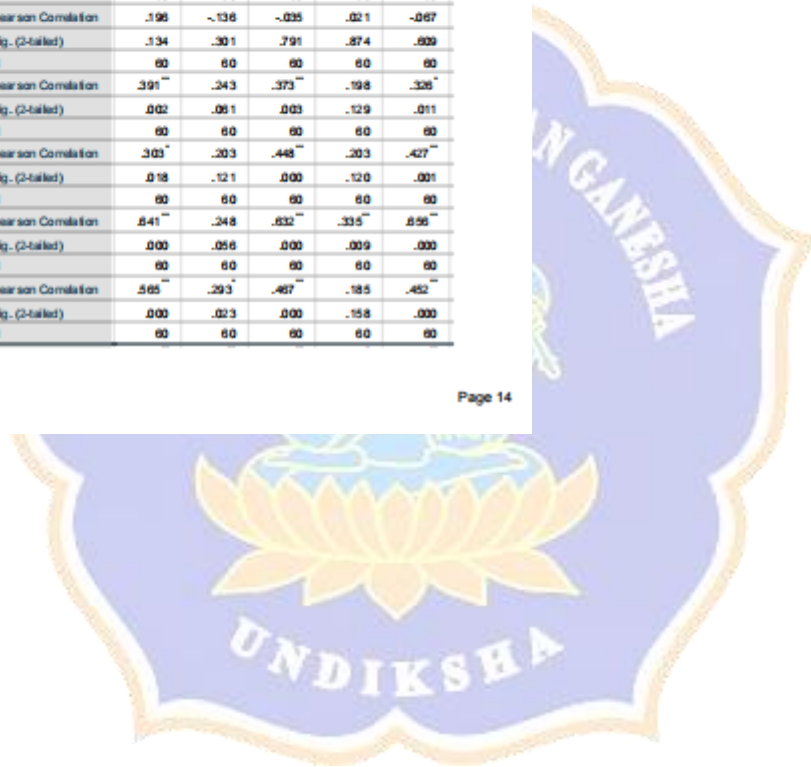 earson Correlation .196 -.136 -.035 .021 -.067
ig. (2-tailed) .134 .301 .791 .874 .609
60 60 60 60 60
earson Correlation .391** .243 .373** .198 .326*
ig. (2-tailed) .002 .061 .003 .129 .011
60 60 60 60 60
earson Correlation .303* .203 .448** .203 .427**
ig. (2-tailed) .018 .121 .000 .120 .001
60 60 60 60 60
earson Correlation .641** .248 .632** .335** .656**
ig. (2-tailed) .000 .056 .000 .009 .000
60 60 60 60 60
earson Correlation .565** .293* .467** .185 .452**
ig. (2-tailed) .000 .023 .000 .158 .000
60 60 60 60 60
Page 14
AN GANESHA
UNDIKSHA